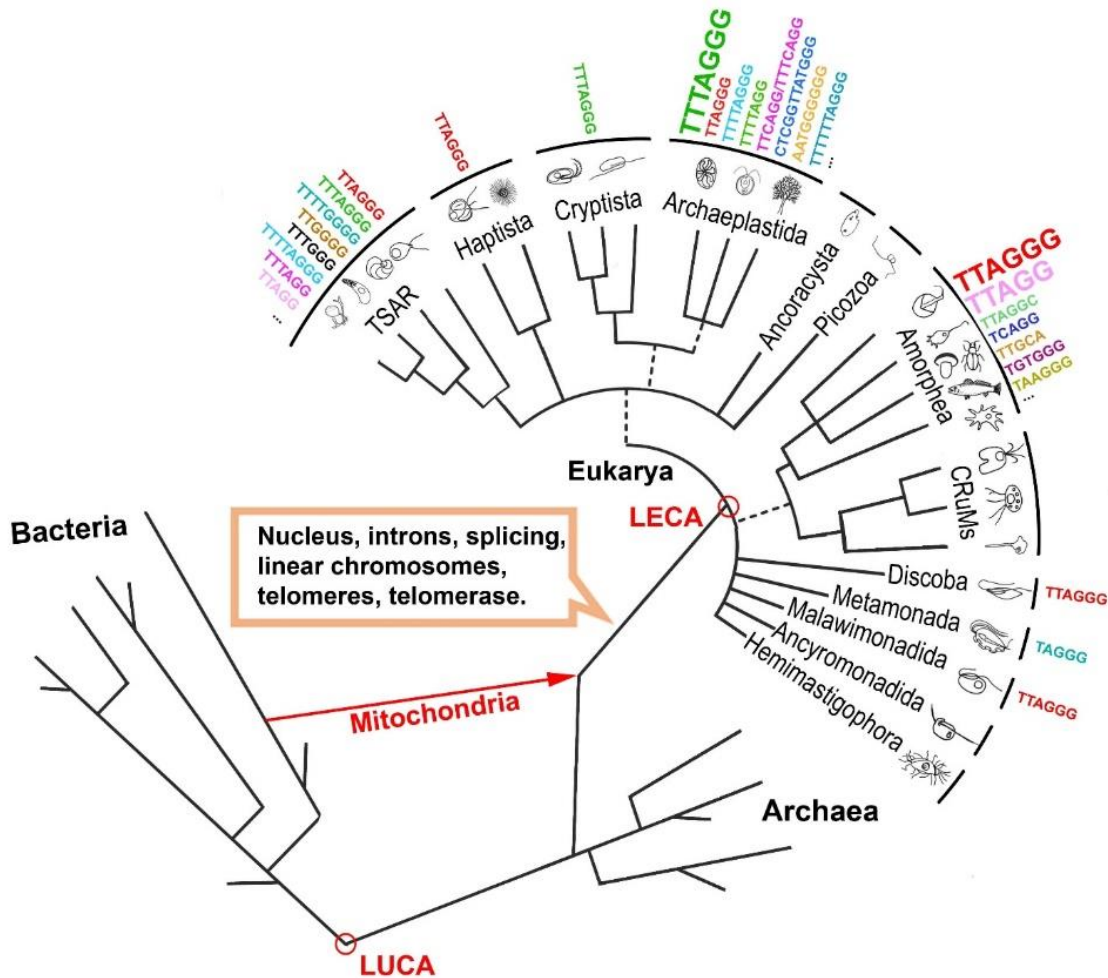 TTAGGG
TTTAGGG
TTTTGGGG
TTGGGG
TTTGGG
TTTTAGGG
TTTAGG
TTAGG
...
TSAR
TTAGGG
Haptista
TTTAGGG
Cryptista
TTTAGGG
TTAGGG
TTTTAGGG
TTTTAGG
TTCAGG/TTTCAGG
CTCGGTTATGGG
AATGGGGGG
TTTTTTAGGG
...
Archaeplastida
Ancoracysta
Picozoa
TTAGGG
TTAGG
TTAGGC
TCAGG
TTGCA
TGTGGG
TAAGGG
...
Amorphea
CRuMs
Discoba
TTAGGG
Metamonada
TAGGG
Malawimonadida
TTAGGG
Ancyromonadida
Hemimastigophora
Eukarya
LECA
Bacteria
Nucleus, introns, splicing,
linear chromosomes,
telomeres, telomerase.
Mitochondria
Archaea
LUCA